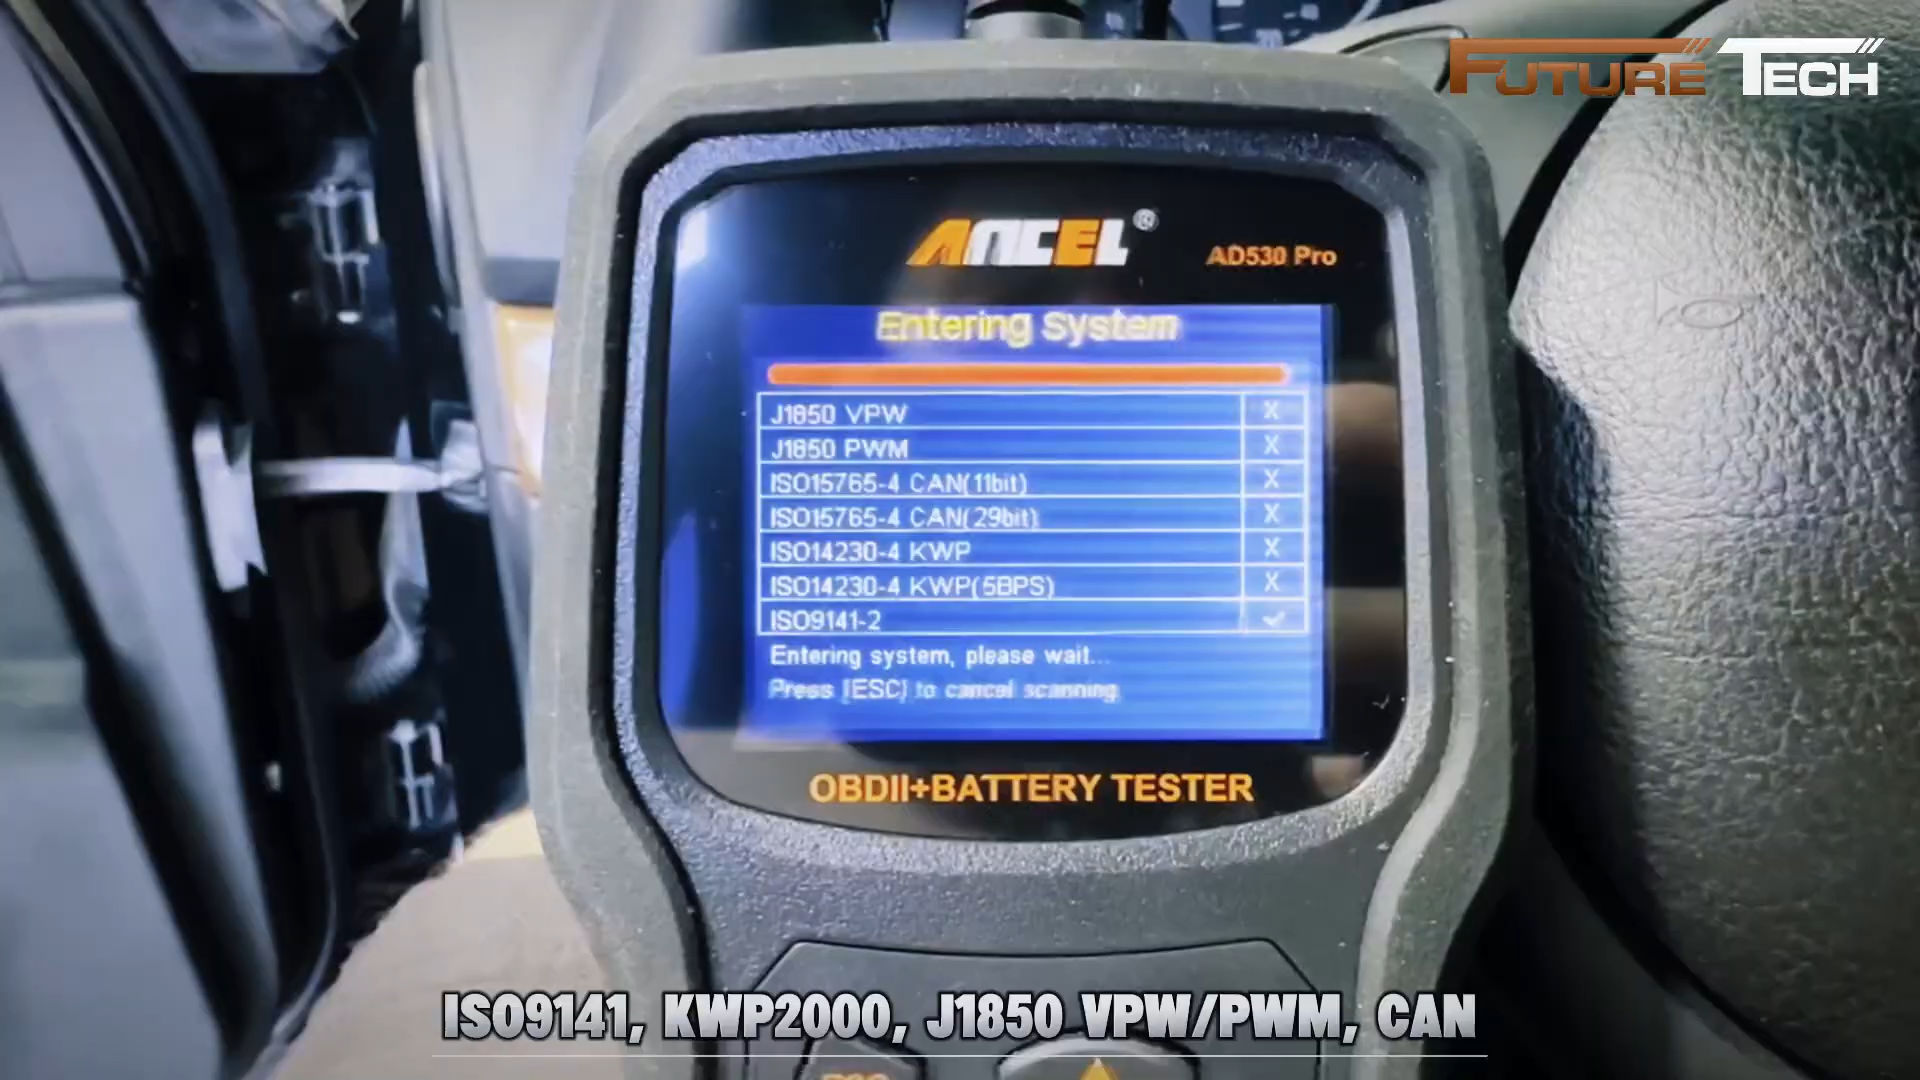 FUTURE TECH
ANCEL®
AD530 Pro
Entering System
J1850 VPW X
J1850 PWM X
ISO15765-4 CAN(11bit) X
ISO15765-4 CAN(29bit) X
ISO14230-4 KWP X
ISO14230-4 KWP(5BPS) X
ISO9141-2 ✓
Entering system, please wait...
Press [ESC] to cancel scanning.
OBDII+BATTERY TESTER
ISO9141, KWP2000, J1850 VPW/PWM, CAN